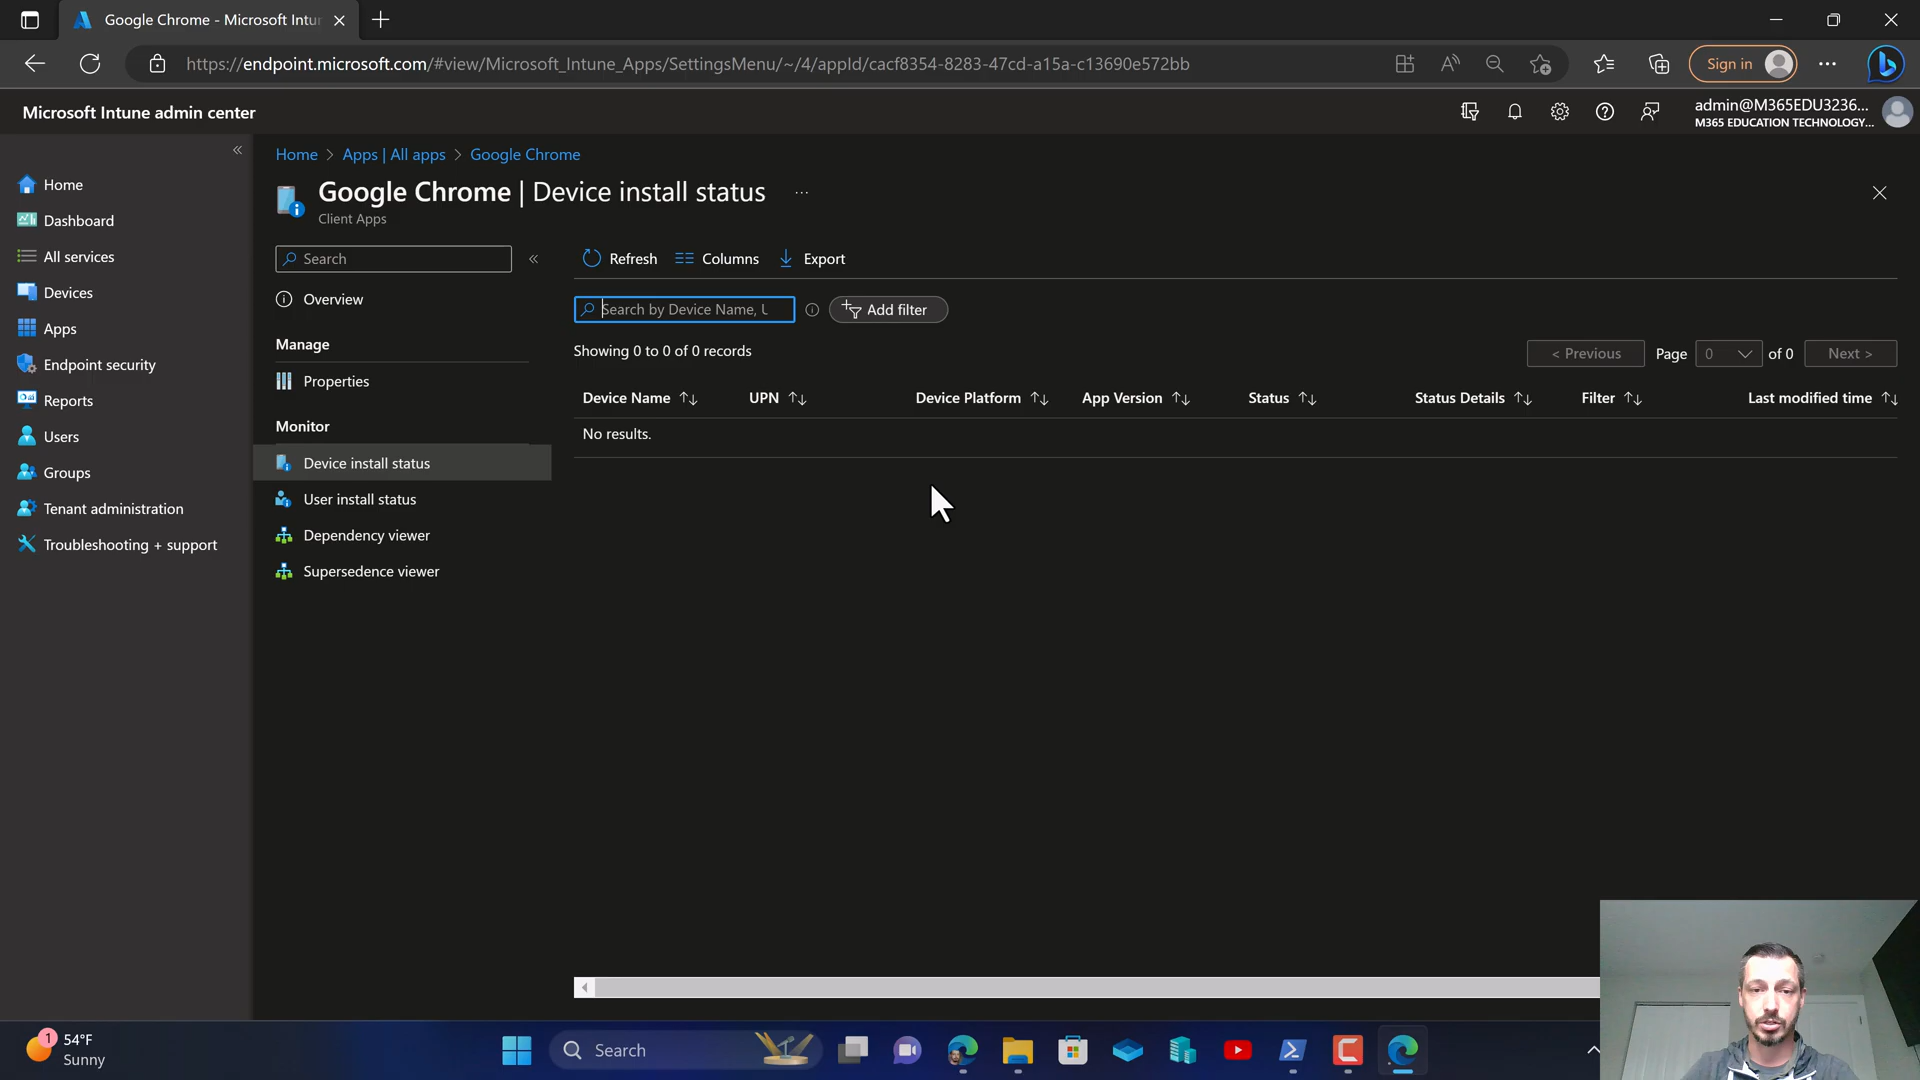 Google Chrome - Microsoft Intu
https://endpoint.microsoft.com/#view/Microsoft_Intune_Apps/SettingsMenu/~/4/appId/cacf8354-8283-47cd-a15a-c13690e572bb
Sign in
Microsoft Intune admin center
admin@M365EDU3236...
M365 EDUCATION TECHNOLOGY...
Home
Dashboard
All services
Devices
Apps
Endpoint security
Reports
Users
Groups
Tenant administration
Troubleshooting + support
Home > Apps | All apps > Google Chrome
Google Chrome | Device install status ...
Client Apps
Search
Overview
Manage
Properties
Monitor
Device install status
User install status
Dependency viewer
Supersedence viewer
Refresh Columns Export
Search by Device Name, U
Add filter
Showing 0 to 0 of 0 records
< Previous Page 0 of 0 Next >
Device Name UPN Device Platform App Version Status Status Details Filter Last modified time
No results.
1
54°F
Sunny
Search